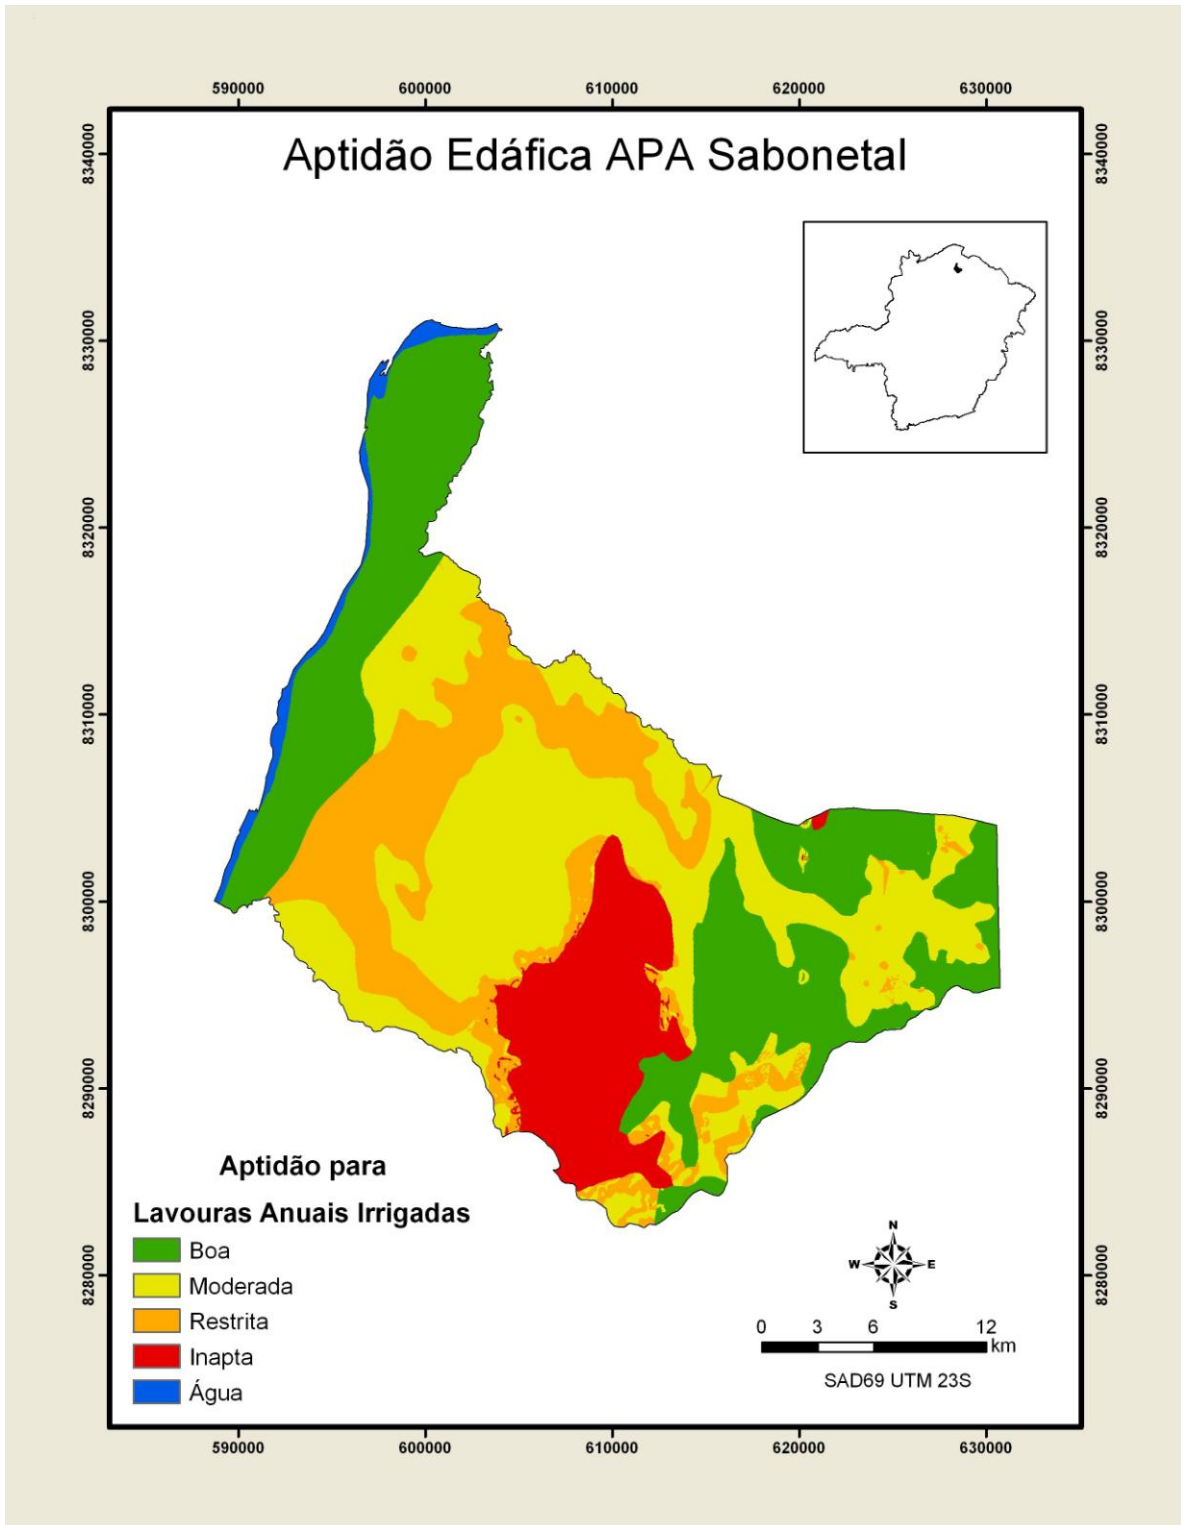 590000 600000 610000 620000 630000
Aptidão Edáfica APA Sabonetal
8340000 8340000
8330000 8330000
8320000 8320000
8310000 8310000
8300000 8300000
8290000 8290000
8280000 8280000
Aptidão para
Lavouras Anuais Irrigadas
Boa
Moderada
Restrita
Inapta
Água
N
W E
S
0 3 6 12
km
SAD69 UTM 23S
590000 600000 610000 620000 630000